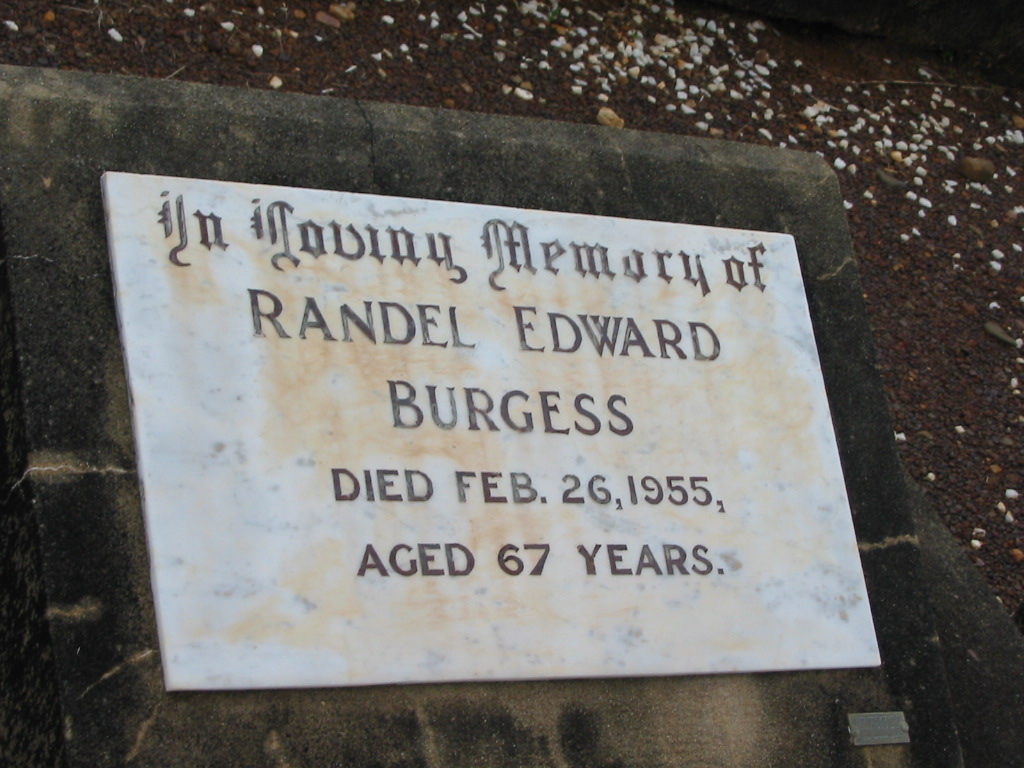 In Loving Memory of
RANDEL EDWARD
BURGESS
DIED FEB. 26, 1955,
AGED 67 YEARS.